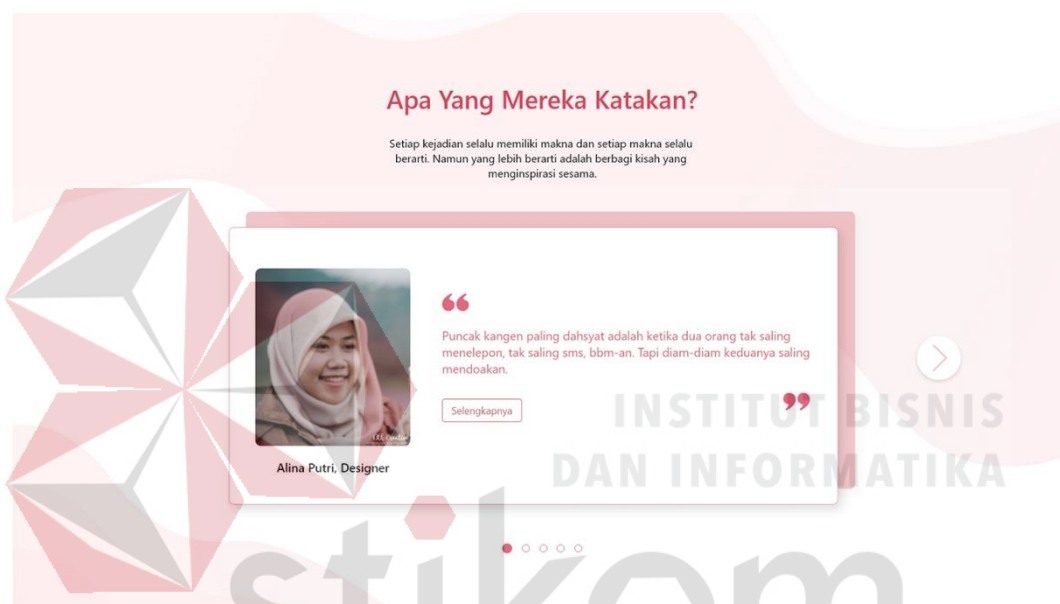 Apa Yang Mereka Katakan?
Setiap kejadian selalu memiliki makna dan setiap makna selalu
berarti. Namun yang lebih berarti adalah berbagi kisah yang
menginspirasi sesama.
“
Puncak kangen paling dahsyat adalah ketika dua orang tak saling
menelepon, tak saling sms, bbm-an. Tapi diam-diam keduanya saling
mendoakan.
”
Selengkapnya
Alina Putri, Designer
INSTITUT BISNIS
DAN INFORMATIKA
stikom